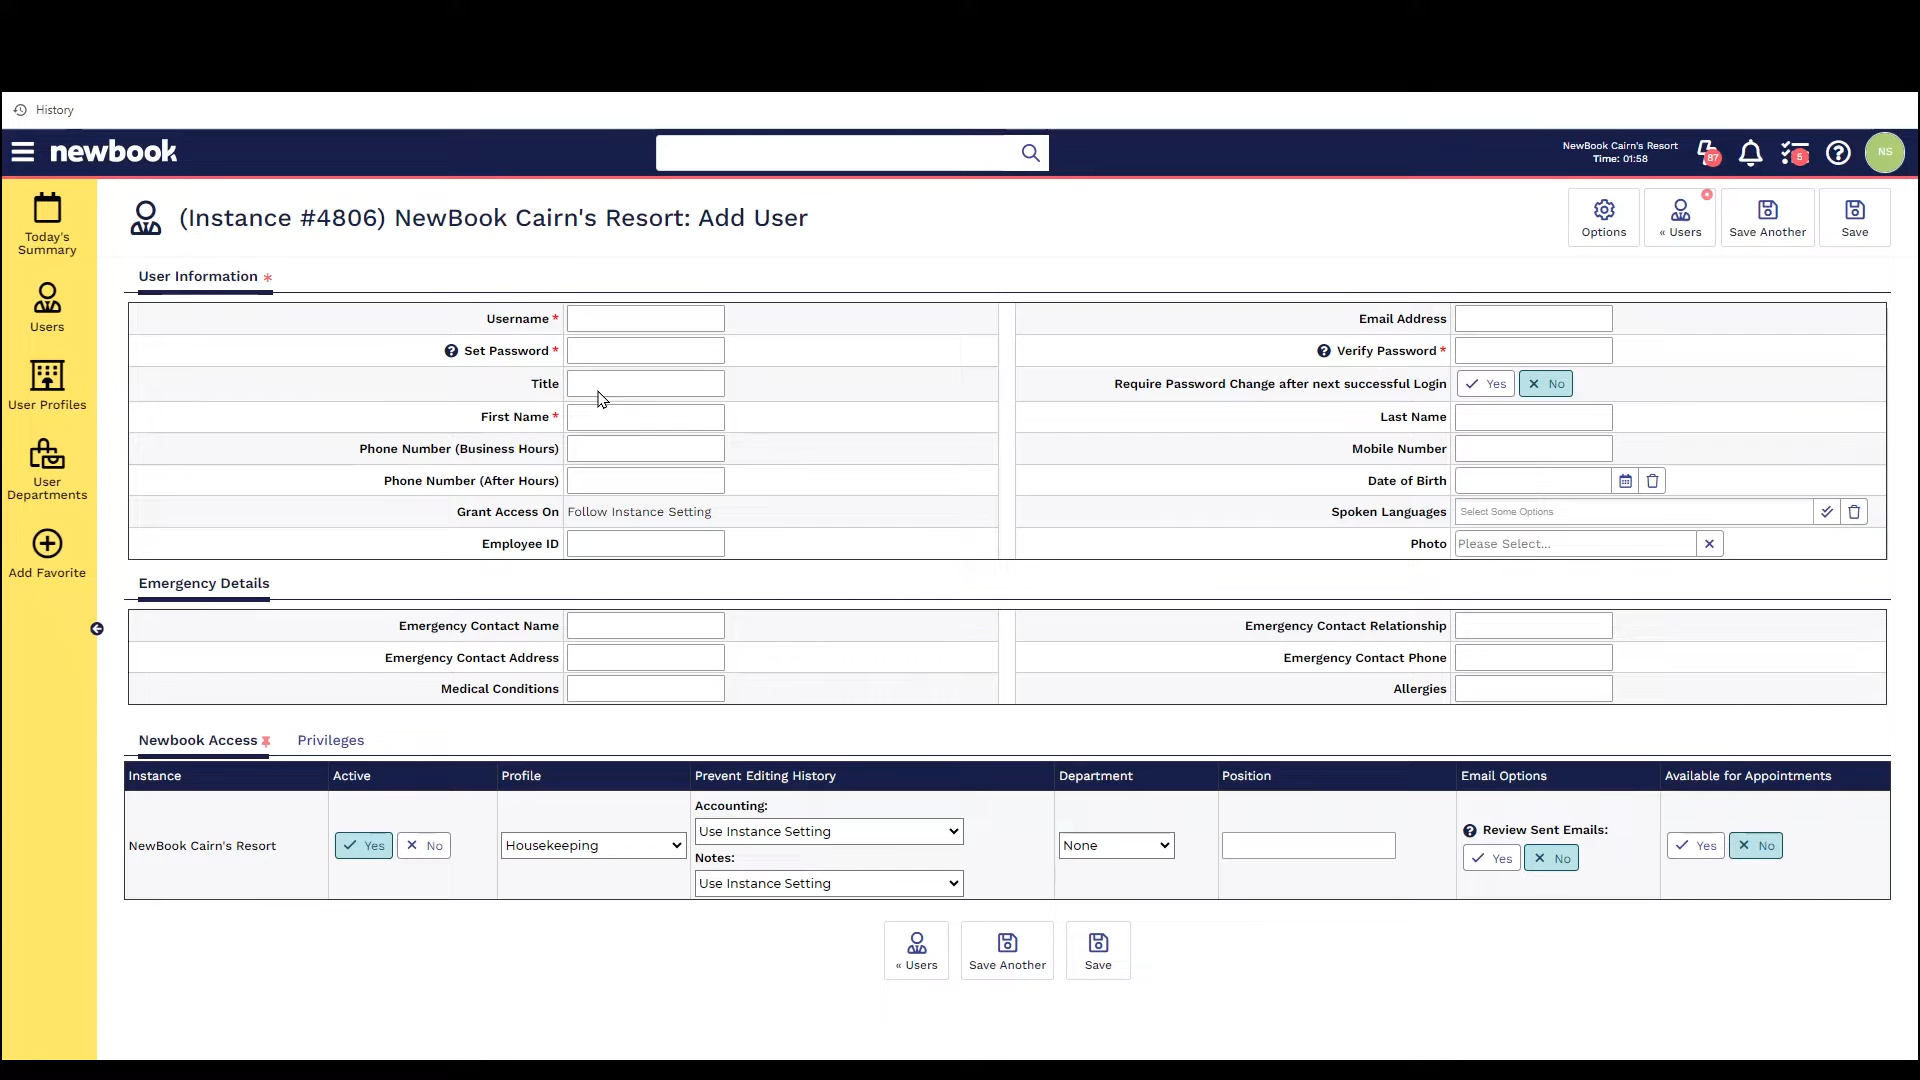 History
newbook
NewBook Cairn's Resort
Time: 01:58
87
5
NS
Today's
Summary
Users
User Profiles
User
Departments
Add Favorite
(Instance #4806) NewBook Cairn's Resort: Add User
Options
« Users
Save Another
Save
User Information *
Username *
Email Address
Set Password *
Verify Password *
Title
Require Password Change after next successful Login
Yes
No
First Name *
Last Name
Phone Number (Business Hours)
Mobile Number
Phone Number (After Hours)
Date of Birth
Grant Access On
Follow Instance Setting
Spoken Languages
Select Some Options
Employee ID
Photo
Please Select...
Emergency Details
Emergency Contact Name
Emergency Contact Relationship
Emergency Contact Address
Emergency Contact Phone
Medical Conditions
Allergies
Newbook Access
Privileges
Instance
Active
Profile
Prevent Editing History
Department
Position
Email Options
Available for Appointments
NewBook Cairn's Resort
Yes
No
Housekeeping
Accounting:
Use Instance Setting
Notes:
Use Instance Setting
None
Review Sent Emails:
Yes
No
Yes
No
« Users
Save Another
Save